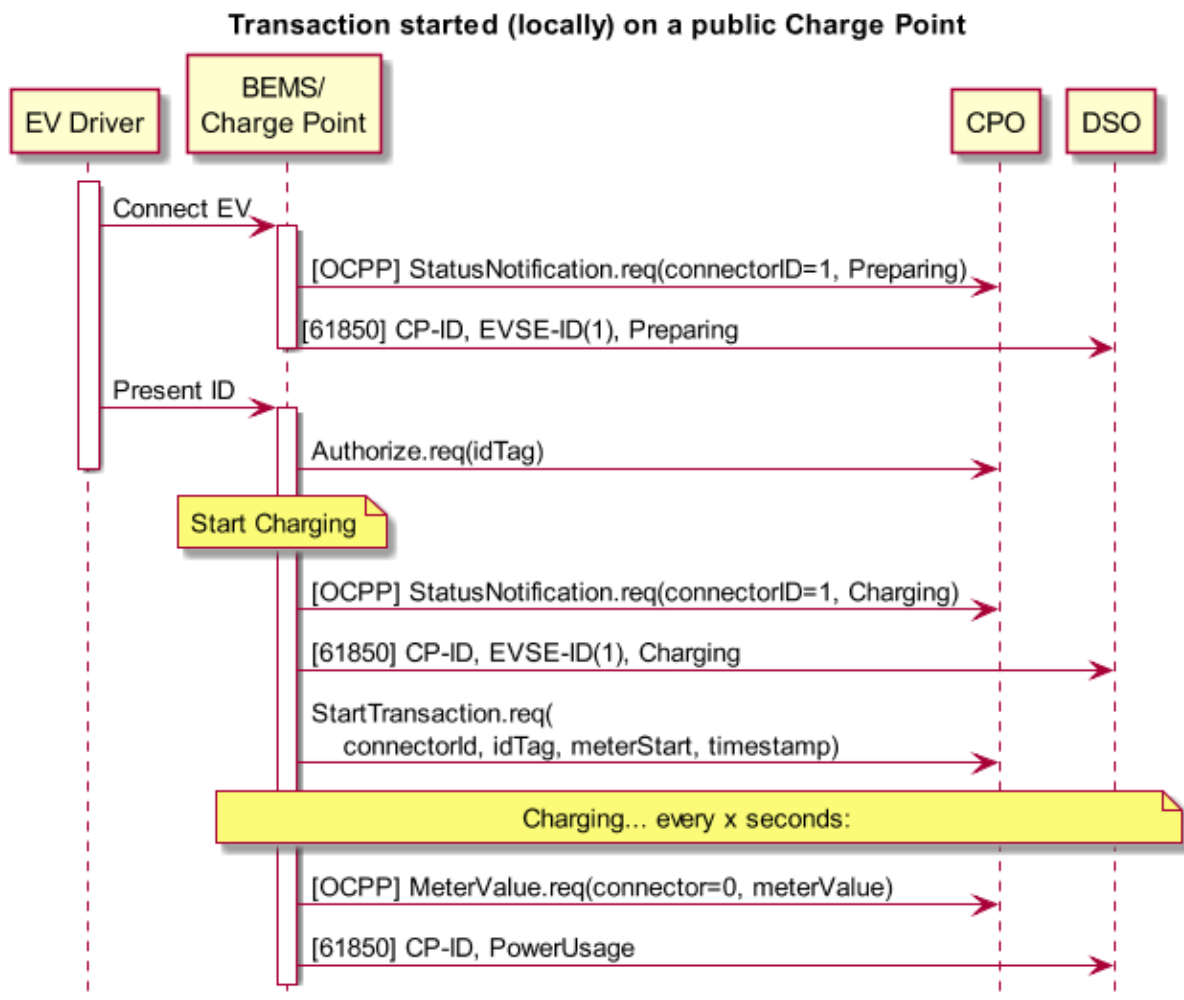 Transaction started (locally) on a public Charge Point
EV Driver
BEMS/
Charge Point
CPO
DSO
Connect EV
[OCPP] StatusNotification.req(connectorID=1, Preparing)
[61850] CP-ID, EVSE-ID(1), Preparing
Present ID
Authorize.req(idTag)
Start Charging
[OCPP] StatusNotification.req(connectorID=1, Charging)
[61850] CP-ID, EVSE-ID(1), Charging
StartTransaction.req(
connectorId, idTag, meterStart, timestamp)
Charging... every x seconds:
[OCPP] MeterValue.req(connector=0, meterValue)
[61850] CP-ID, PowerUsage